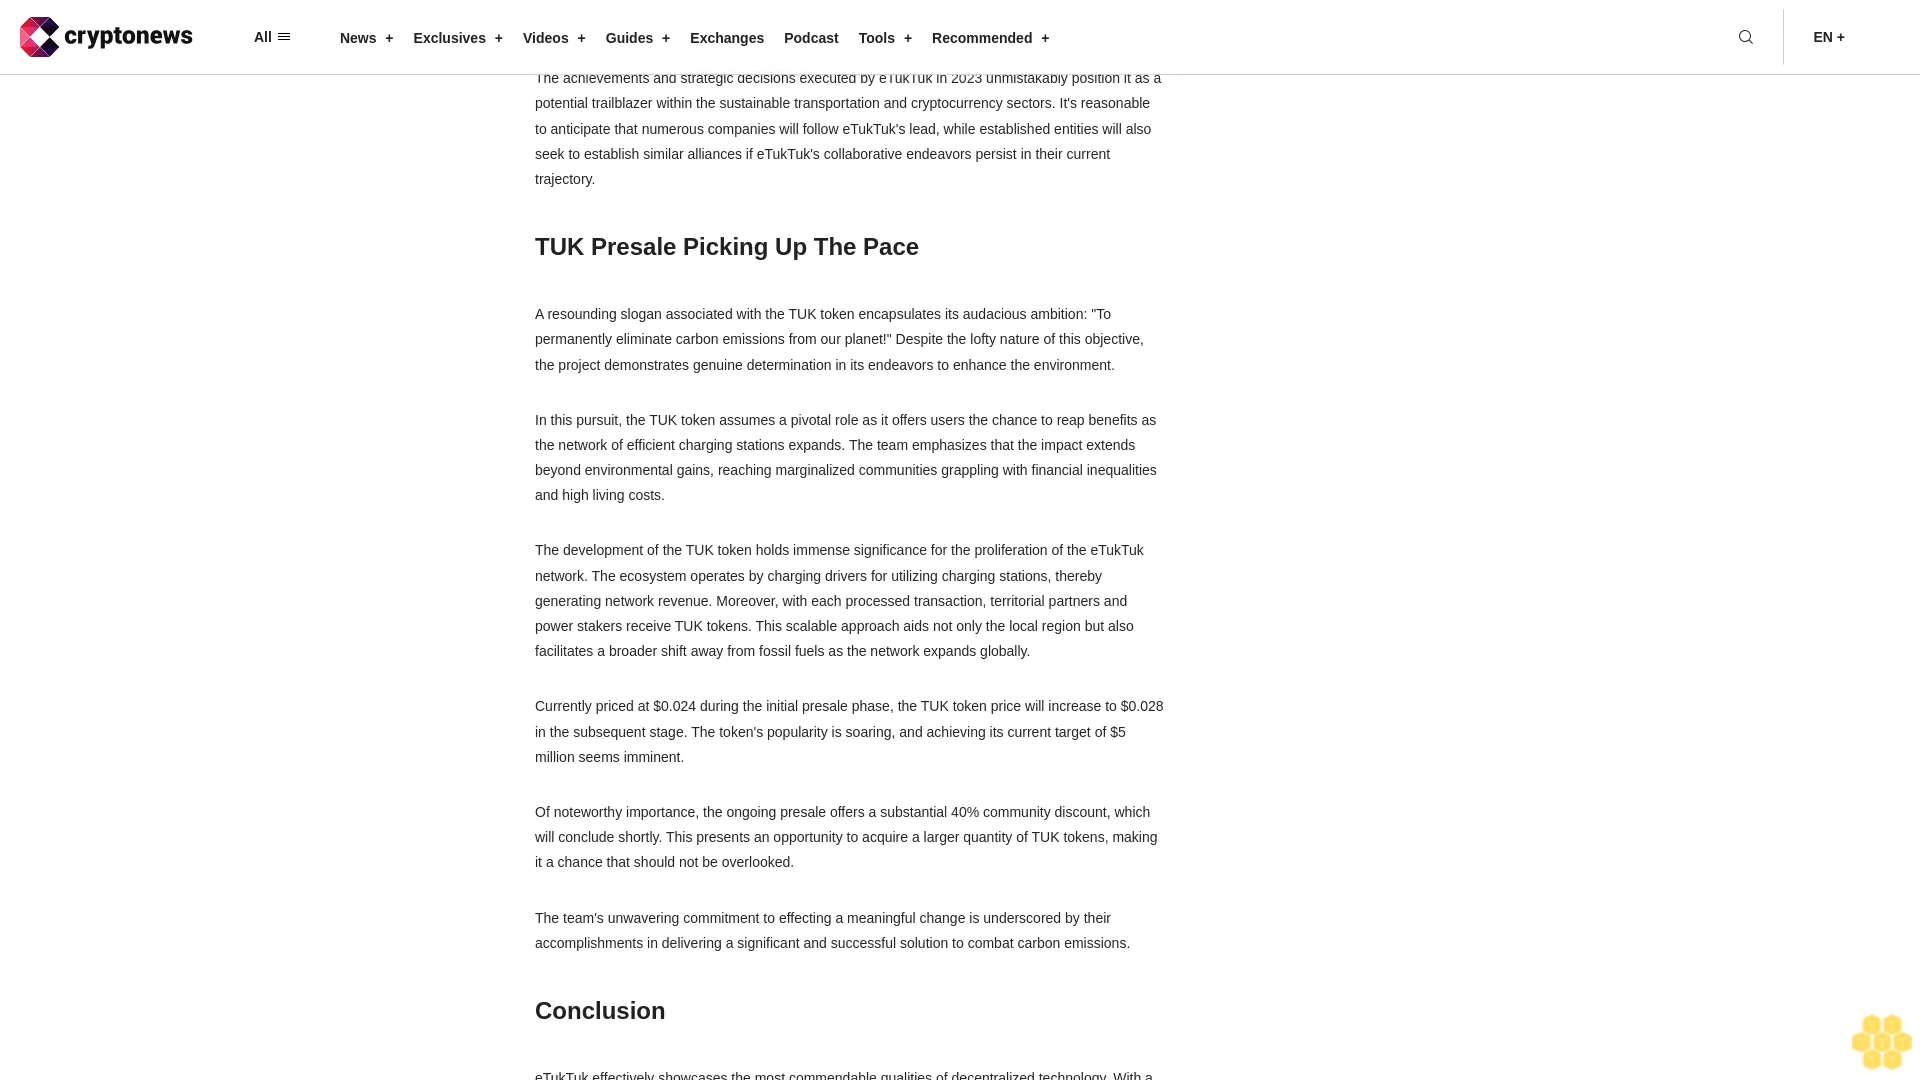 cryptonews
All
News + Exclusives + Videos + Guides + Exchanges Podcast Tools + Recommended +
EN +
The achievements and strategic decisions executed by eTukTuk in 2023 unmistakably position it as a
potential trailblazer within the sustainable transportation and cryptocurrency sectors. It's reasonable
to anticipate that numerous companies will follow eTukTuk's lead, while established entities will also
seek to establish similar alliances if eTukTuk's collaborative endeavors persist in their current
trajectory.
TUK Presale Picking Up The Pace
A resounding slogan associated with the TUK token encapsulates its audacious ambition: "To
permanently eliminate carbon emissions from our planet!" Despite the lofty nature of this objective,
the project demonstrates genuine determination in its endeavors to enhance the environment.
In this pursuit, the TUK token assumes a pivotal role as it offers users the chance to reap benefits as
the network of efficient charging stations expands. The team emphasizes that the impact extends
beyond environmental gains, reaching marginalized communities grappling with financial inequalities
and high living costs.
The development of the TUK token holds immense significance for the proliferation of the eTukTuk
network. The ecosystem operates by charging drivers for utilizing charging stations, thereby
generating network revenue. Moreover, with each processed transaction, territorial partners and
power stakers receive TUK tokens. This scalable approach aids not only the local region but also
facilitates a broader shift away from fossil fuels as the network expands globally.
Currently priced at $0.024 during the initial presale phase, the TUK token price will increase to $0.028
in the subsequent stage. The token's popularity is soaring, and achieving its current target of $5
million seems imminent.
Of noteworthy importance, the ongoing presale offers a substantial 40% community discount, which
will conclude shortly. This presents an opportunity to acquire a larger quantity of TUK tokens, making
it a chance that should not be overlooked.
The team's unwavering commitment to effecting a meaningful change is underscored by their
accomplishments in delivering a significant and successful solution to combat carbon emissions.
Conclusion
eTukTuk effectively showcases the most commendable qualities of decentralized technology. With a